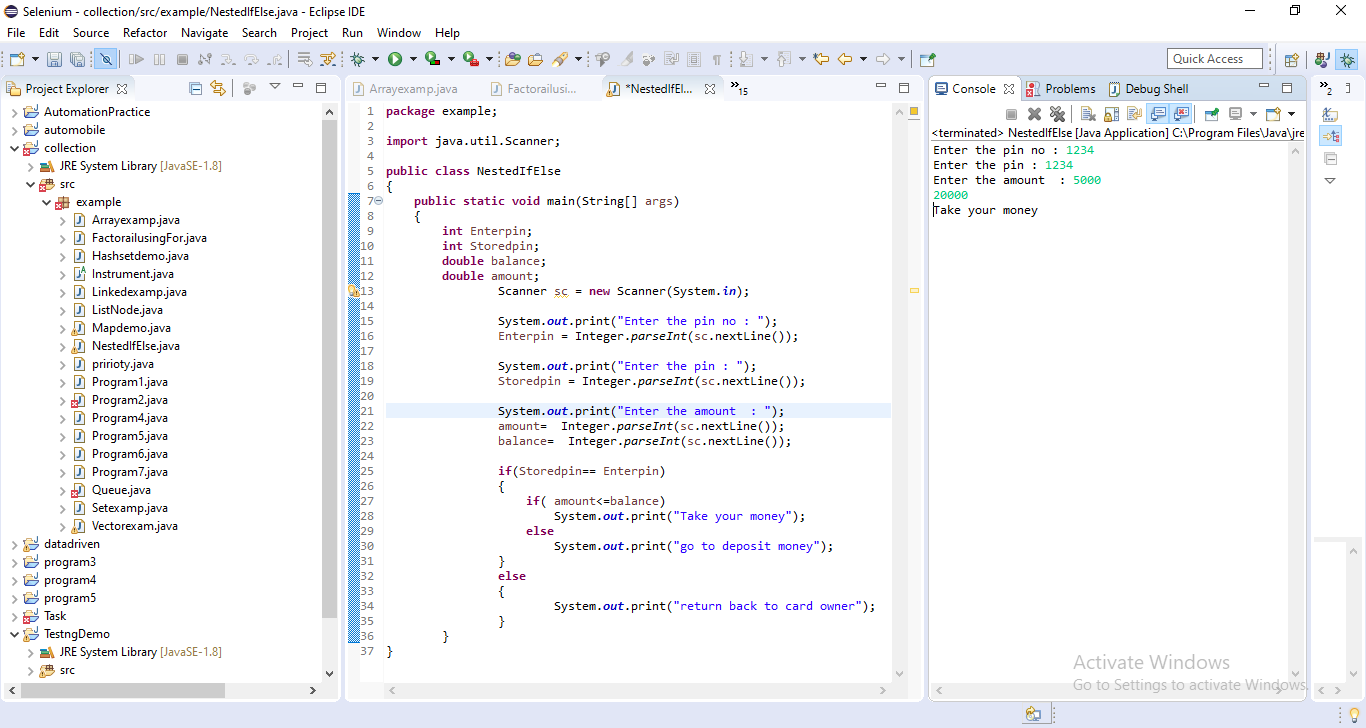 Selenium - collection/src/example/NestedIfElse.java - Eclipse IDE
File Edit Source Refactor Navigate Search Project Run Window Help
Quick Access
Project Explorer
AutomationPractice
automobile
collection
JRE System Library [JavaSE-1.8]
src
example
Arrayexamp.java
FactorailusingFor.java
Hashsetdemo.java
Instrument.java
Linkedexamp.java
ListNode.java
Mapdemo.java
NestedIfElse.java
pririoty.java
Program1.java
Program2.java
Program4.java
Program5.java
Program6.java
Program7.java
Queue.java
Setexamp.java
Vectorexam.java
datadriven
program3
program4
program5
Task
TestngDemo
JRE System Library [JavaSE-1.8]
src
Arrayexamp.java Factorailusi... *NestedIfEl... »15
1 package example;
2
3 import java.util.Scanner;
4
5 public class NestedIfElse
6 {
7 public static void main(String[] args)
8 {
9 int Enterpin;
10 int Storedpin;
11 double balance;
12 double amount;
13 Scanner sc = new Scanner(System.in);
14
15 System.out.print("Enter the pin no : ");
16 Enterpin = Integer.parseInt(sc.nextLine());
17
18 System.out.print("Enter the pin : ");
19 Storedpin = Integer.parseInt(sc.nextLine());
20
21 System.out.print("Enter the amount  : ");
22 amount=  Integer.parseInt(sc.nextLine());
23 balance=  Integer.parseInt(sc.nextLine());
24
25 if(Storedpin== Enterpin)
26 {
27 if( amount<=balance)
28 System.out.print("Take your money");
29 else
30 System.out.print("go to deposit money");
31 }
32 else
33 {
34 System.out.print("return back to card owner");
35 }
36 }
37 }
Console Problems Debug Shell
<terminated> NestedIfElse [Java Application] C:\Program Files\Java\jre
Enter the pin no : 1234
Enter the pin : 1234
Enter the amount  : 5000
20000
Take your money
»2
Activate Windows
Go to Settings to activate Windows.